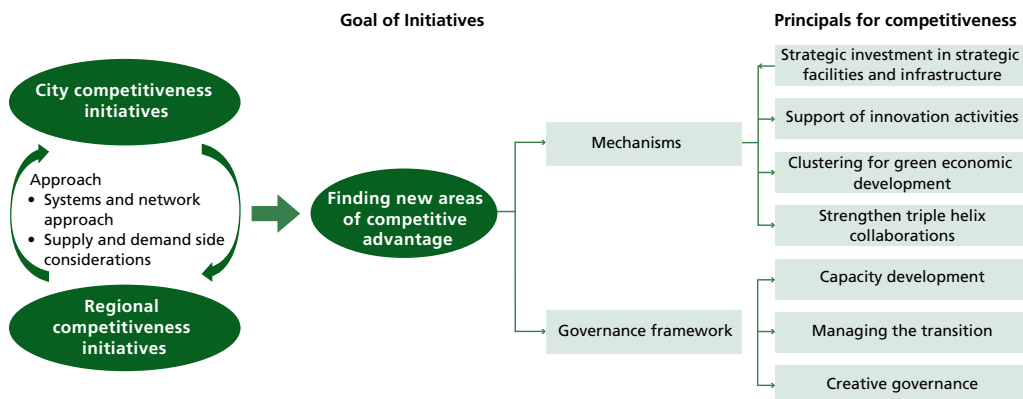 Goal of Initiatives
Principals for competitiveness
City competitiveness
initiatives
Approach
• Systems and network
approach
• Supply and demand side
considerations
Regional
competitiveness
initiatives
Finding new areas
of competitive
advantage
Mechanisms
Governance framework
Strategic investment in strategic
facilities and infrastructure
Support of innovation activities
Clustering for green economic
development
Strengthen triple helix
collaborations
Capacity development
Managing the transition
Creative governance